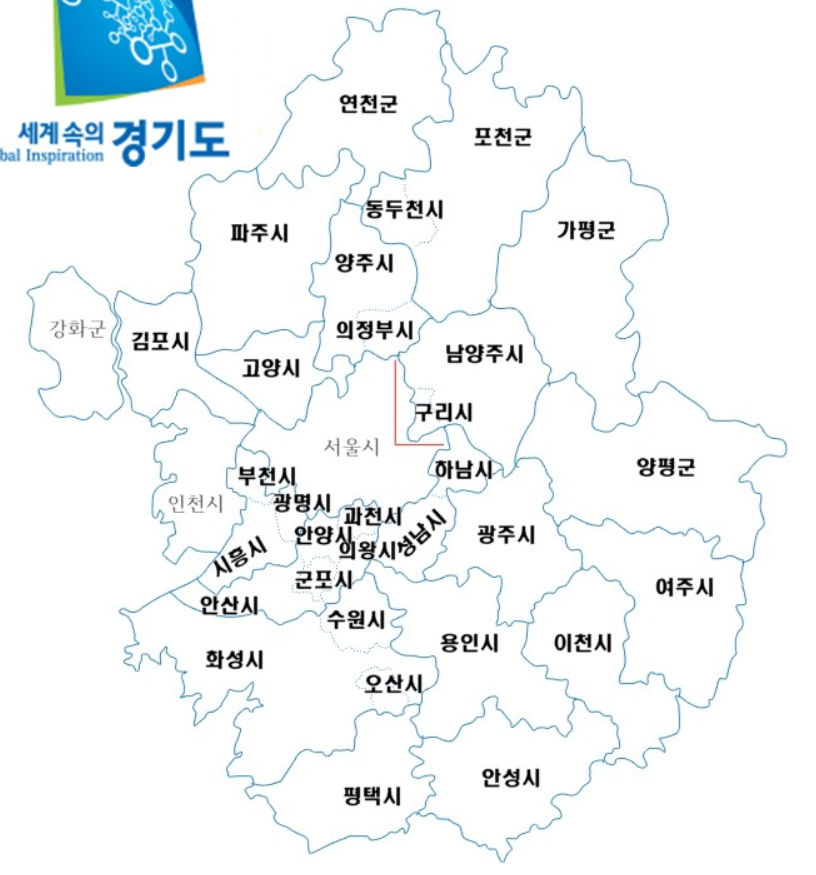 세계 속의 경기도
bal Inspiration
연천군
포천군
동두천시
파주시
가평군
양주시
강화군
김포시
의정부시
남양주시
고양시
구리시
서울시
하남시
양평군
부천시
인천시
광명시
과천시
안양시
의왕시
성남시
광주시
시흥시
군포시
여주시
안산시
수원시
용인시
이천시
화성시
오산시
평택시
안성시